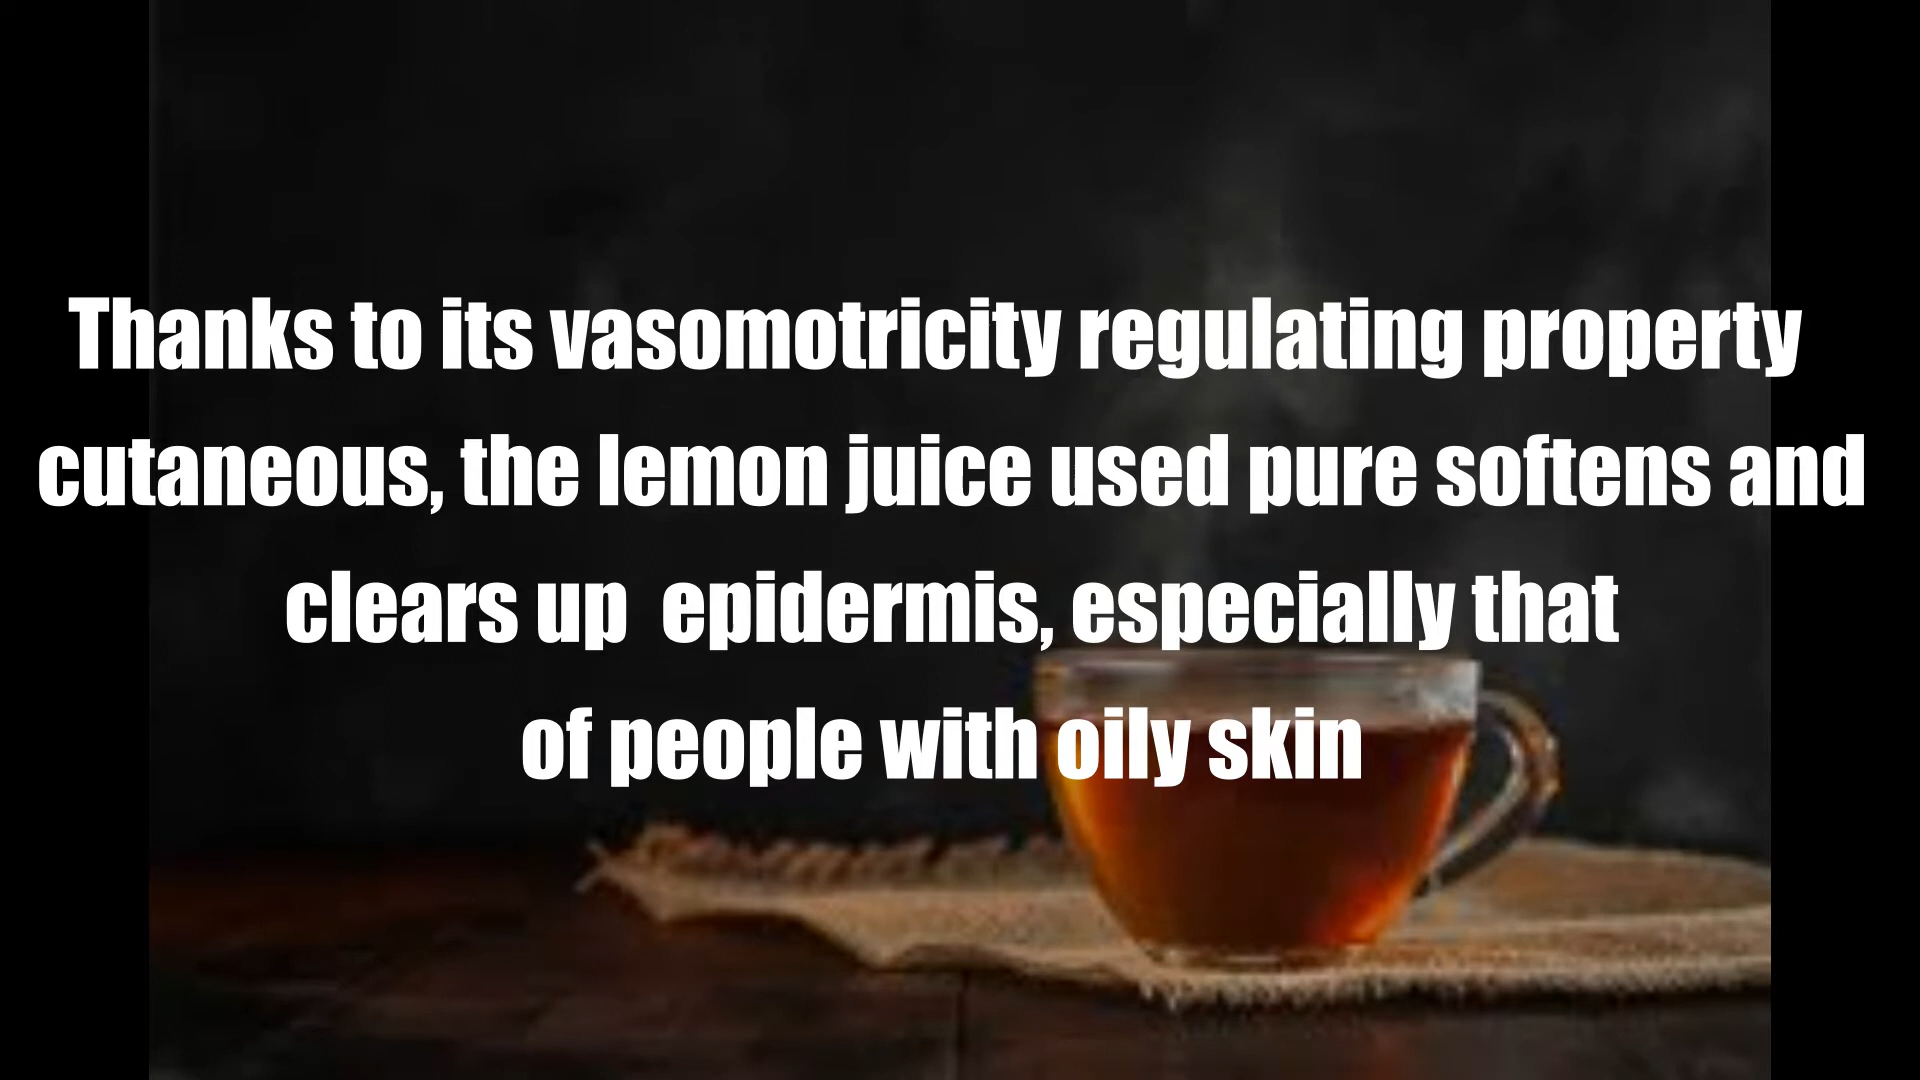 Thanks to its vasomotricity regulating property
cutaneous, the lemon juice used pure softens and
clears up epidermis, especially that
of people with oily skin